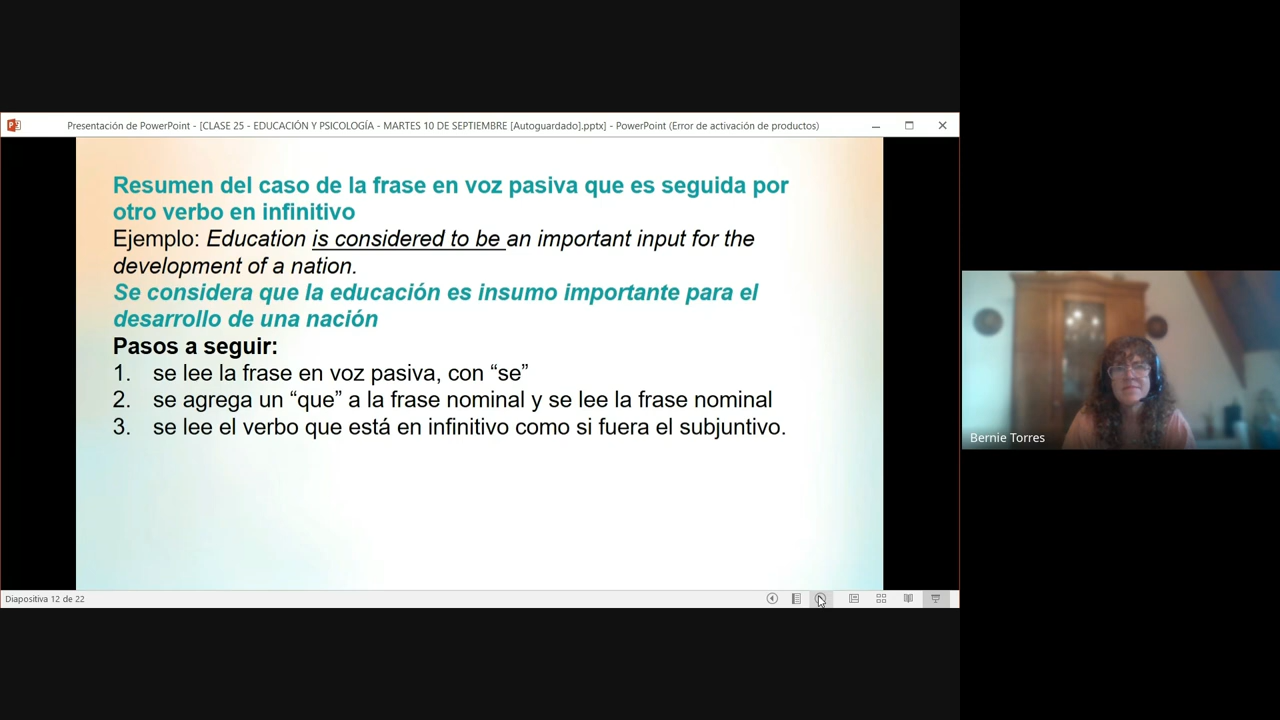 Presentación de PowerPoint - [CLASE 25 - EDUCACIÓN Y PSICOLOGÍA - MARTES 10 DE SEPTIEMBRE [Autoguardado].pptx] - PowerPoint (Error de activación de productos)
Resumen del caso de la frase en voz pasiva que es seguida por
otro verbo en infinitivo
Ejemplo: Education is considered to be an important input for the
development of a nation.
Se considera que la educación es insumo importante para el
desarrollo de una nación
Pasos a seguir:
1. se lee la frase en voz pasiva, con “se”
2. se agrega un “que” a la frase nominal y se lee la frase nominal
3. se lee el verbo que está en infinitivo como si fuera el subjuntivo.
Bernie Torres
Diapositiva 12 de 22